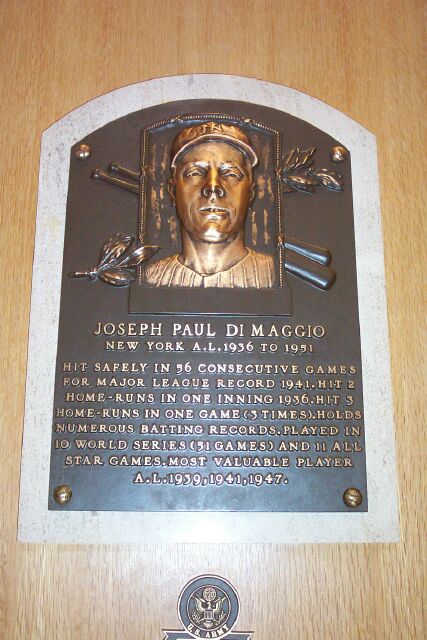 NY
JOSEPH PAUL DI MAGGIO
NEW YORK A.L. 1936 TO 1951
HIT SAFELY IN 56 CONSECUTIVE GAMES
FOR MAJOR LEAGUE RECORD 1941. HIT 2
HOME-RUNS IN ONE INNING 1936. HIT 3
HOME-RUNS IN ONE GAME (3 TIMES). HOLDS
NUMEROUS BATTING RECORDS. PLAYED IN
10 WORLD SERIES (51 GAMES) AND 11 ALL
STAR GAMES. MOST VALUABLE PLAYER
A.L. 1939, 1941, 1947.
U.S. ARMY